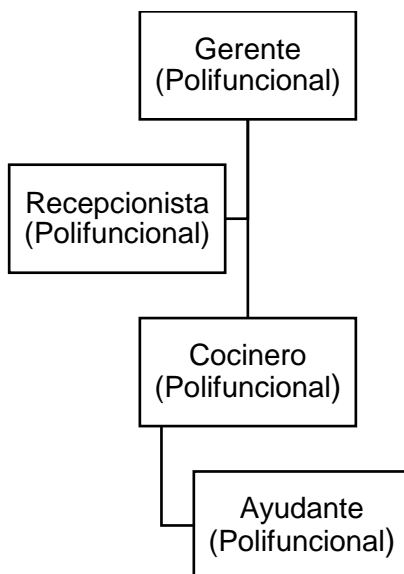 Gerente
(Polifuncional)
Recepcionista
(Polifuncional)
Cocinero
(Polifuncional)
Ayudante
(Polifuncional)